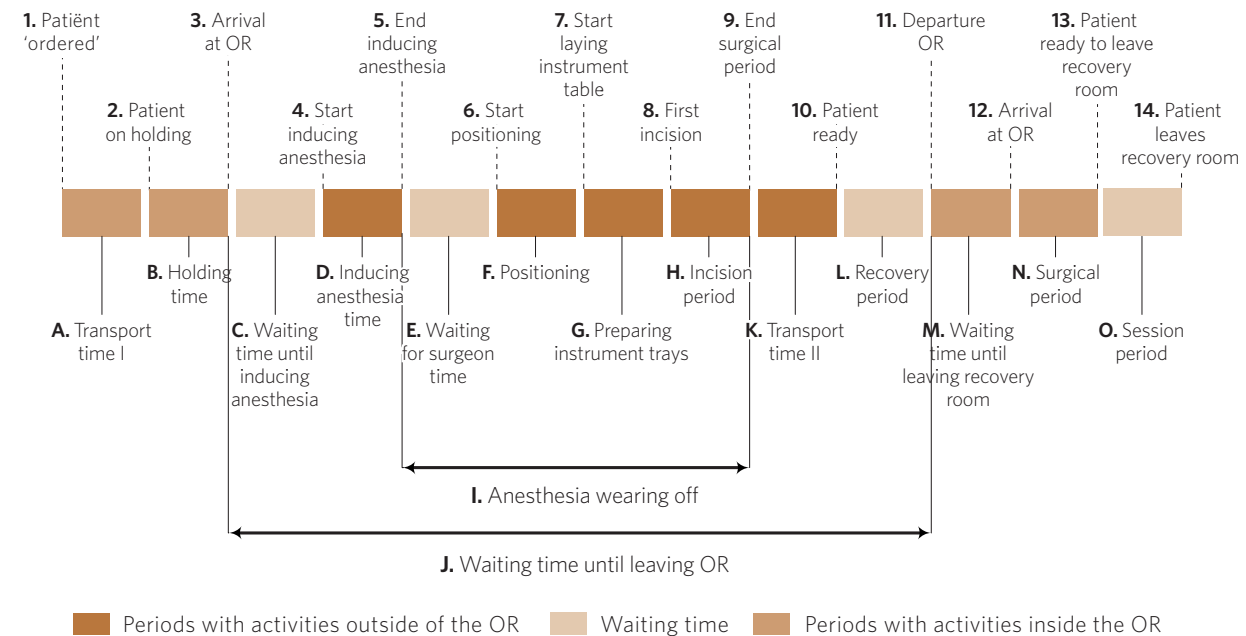 1. Patiënt
‘ordered’
3. Arrival
at OR
5. End
inducing
anesthesia
7. Start
laying
instrument
table
9. End
surgical
period
11. Departure
OR
13. Patient
ready to leave
recovery
room
2. Patient
on holding
4. Start
inducing
anesthesia
6. Start
positioning
8. First
incision
10. Patient
ready
12. Arrival
at OR
14. Patient
leaves
recovery room
B. Holding
time
D. Inducing
anesthesia
time
F. Positioning
H. Incision
period
L. Recovery
period
N. Surgical
period
A. Transport
time I
C. Waiting
time until
inducing
anesthesia
E. Waiting
for surgeon
time
G. Preparing
instrument trays
K. Transport
time II
M. Waiting
time until
leaving recovery
room
O. Session
period
I. Anesthesia wearing off
J. Waiting time until leaving OR
Periods with activities outside of the OR
Waiting time
Periods with activities inside the OR